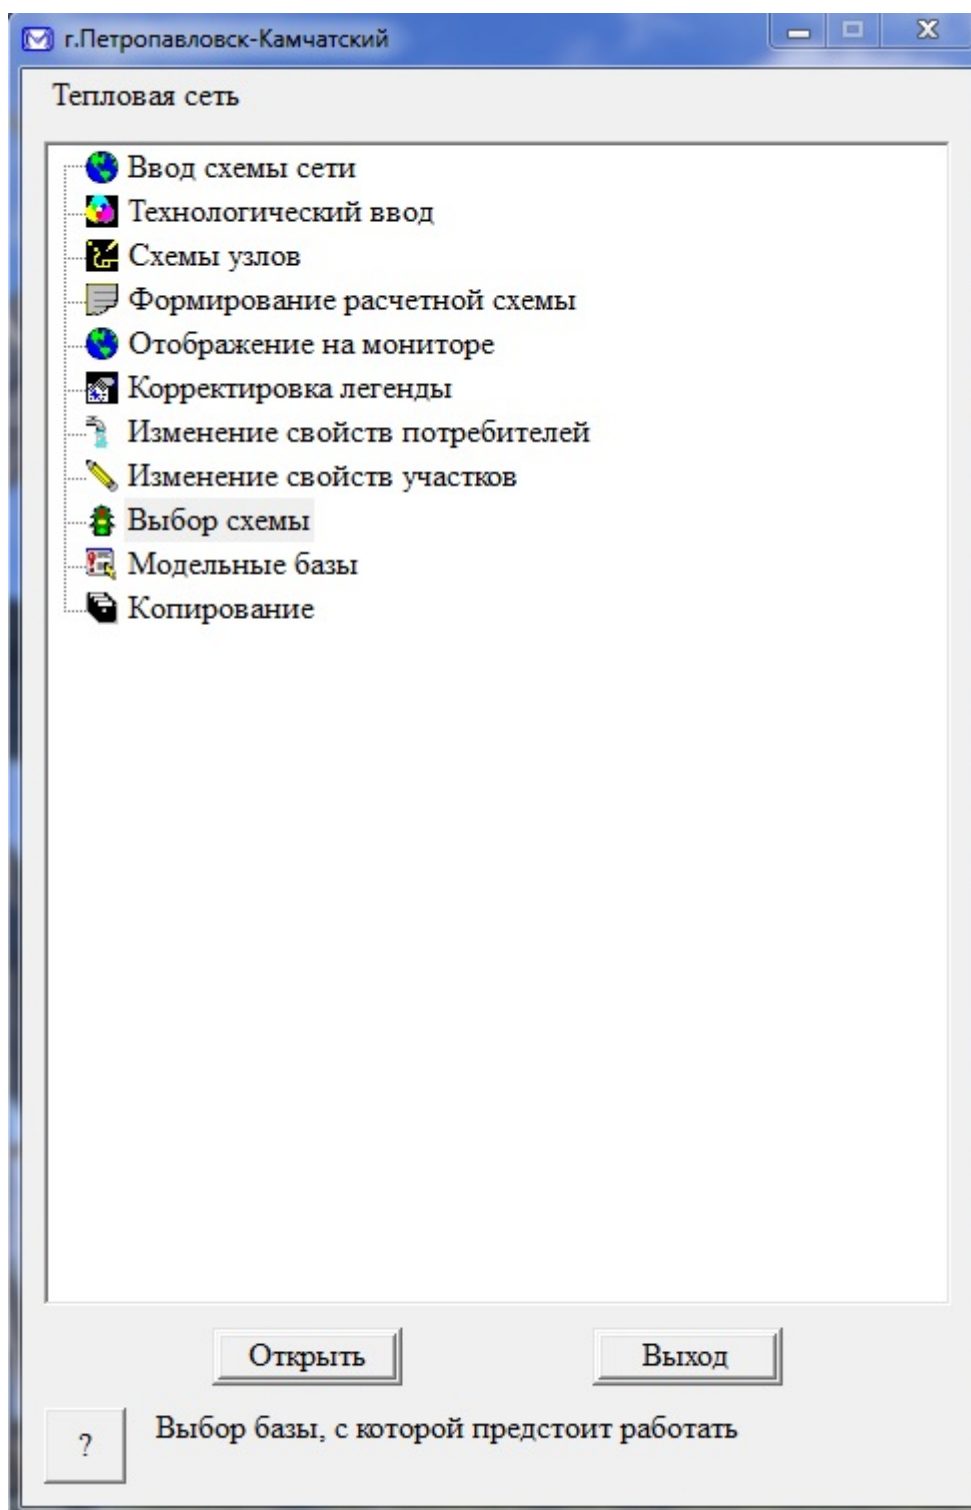 г.Петропавловск-Камчатский
Тепловая сеть
Ввод схемы сети
Технологический ввод
Схемы узлов
Формирование расчетной схемы
Отображение на мониторе
Корректировка легенды
Изменение свойств потребителей
Изменение свойств участков
Выбор схемы
Модельные базы
Копирование
Открыть Выход
? Выбор базы, с которой предстоит работать